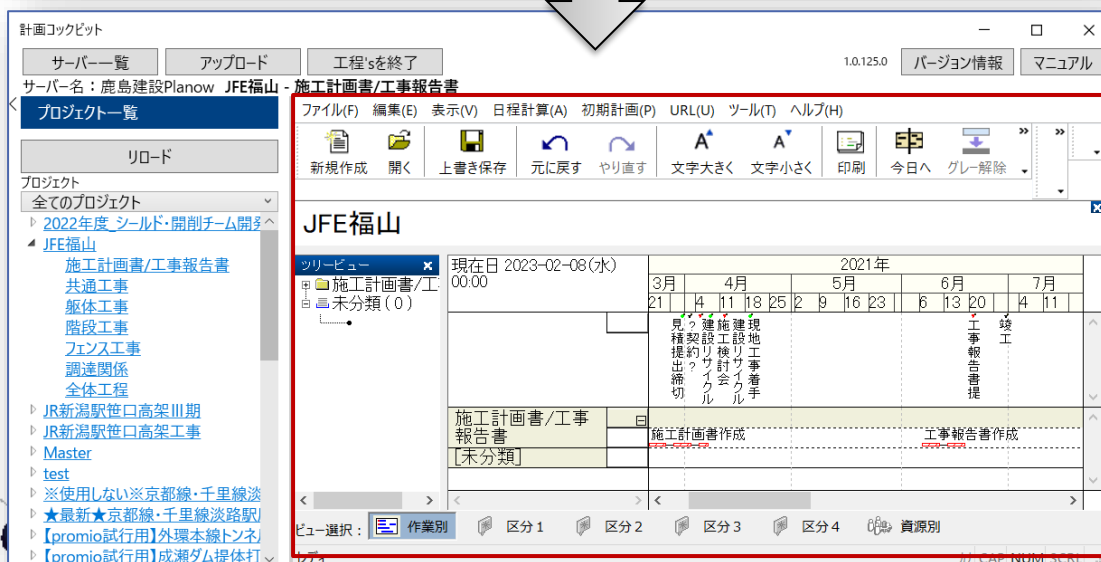 計画コックピット
サーバー一覧 アップロード 工程'sを終了 1.0.125.0 バージョン情報 マニュアル
サーバー名：鹿島建設Planow JFE福山 - 施工計画書/工事報告書
プロジェクト一覧
リロード
プロジェクト
全てのプロジェクト
2022年度_シールド・開削チーム開発
JFE福山
施工計画書/工事報告書
共通工事
躯体工事
階段工事
フェンス工事
調達関係
全体工程
JR新潟駅笹口高架Ⅲ期
JR新潟駅笹口高架工事
Master
test
※使用しない※京都線・千里線淡
★最新★京都線・千里線淡路駅
【promio試行用】外環本線トンネル
【promio試行用】成瀬ダム堤体打
ファイル(F) 編集(E) 表示(V) 日程計算(A) 初期計画(P) URL(U) ツール(T) ヘルプ(H)
新規作成 開く 上書き保存 元に戻す やり直す 文字大きく 文字小さく 印刷 今日へ グレー解除
JFE福山
ツリービュー
施工計画書/工
未分類(0)
現在日 2023-02-08(水)
00:00
2021年
3月 4月 5月 6月 7月
21 4 11 18 25 2 9 16 23 6 13 20 4 11
見積提出締切
?契約?
建設リサイクル
施工検討会
建設リサイクル
現地工事着手
工事報告書提
竣工
施工計画書/工事
報告書
施工計画書作成 工事報告書作成
[未分類]
ビュー選択： 作業別 区分1 区分2 区分3 区分4 資源別
レディ
CAP NUM SCRL